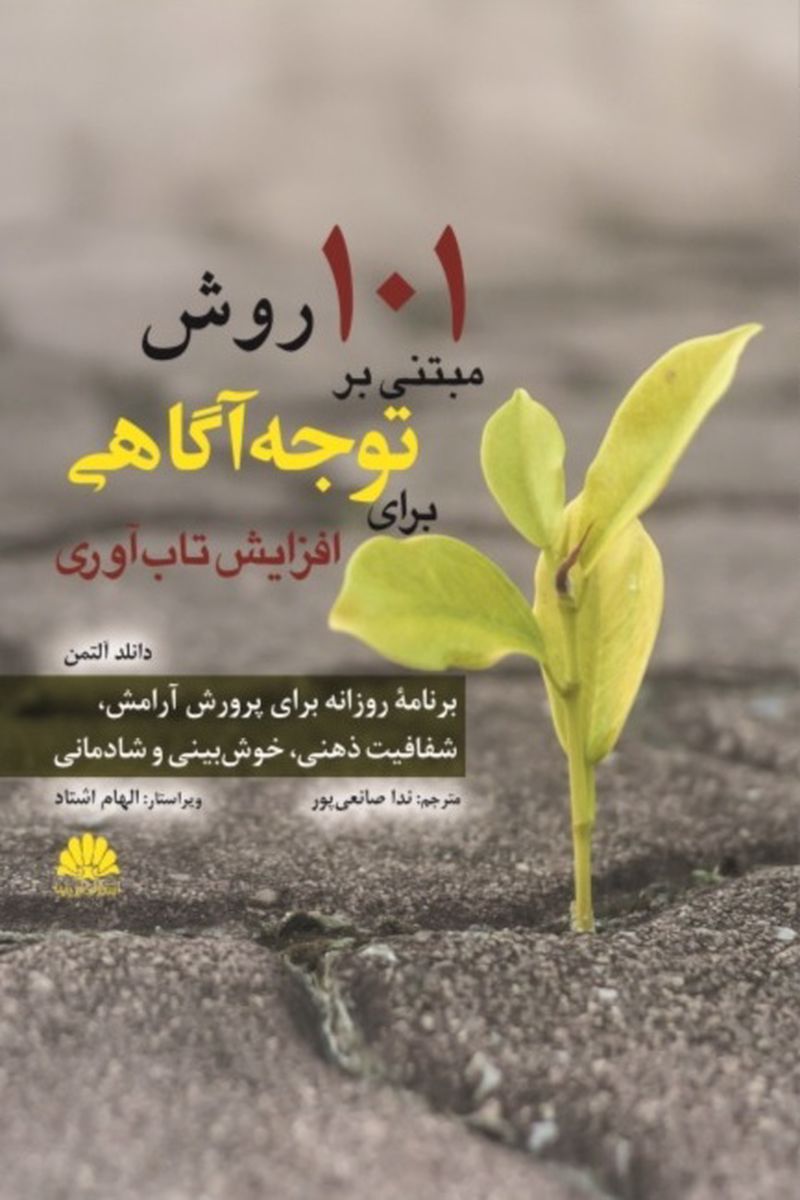 ۱۰۱ روش
مبتنی بر
توجه‌آگاهی
برای
افزایش تاب‌آوری
دانلد آلتمن
برنامهٔ روزانه برای پرورش آرامش،
شفافیت ذهنی، خوش‌بینی و شادمانی
مترجم: ندا صانعی‌پور
ویراستار: الهام اشتاد